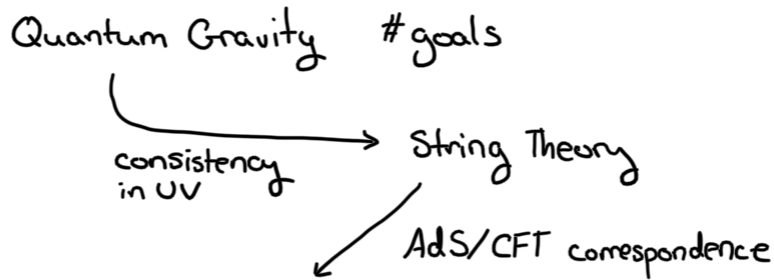 Quantum Gravity #goals
String Theory
consistency
in UV
AdS/CFT correspondence